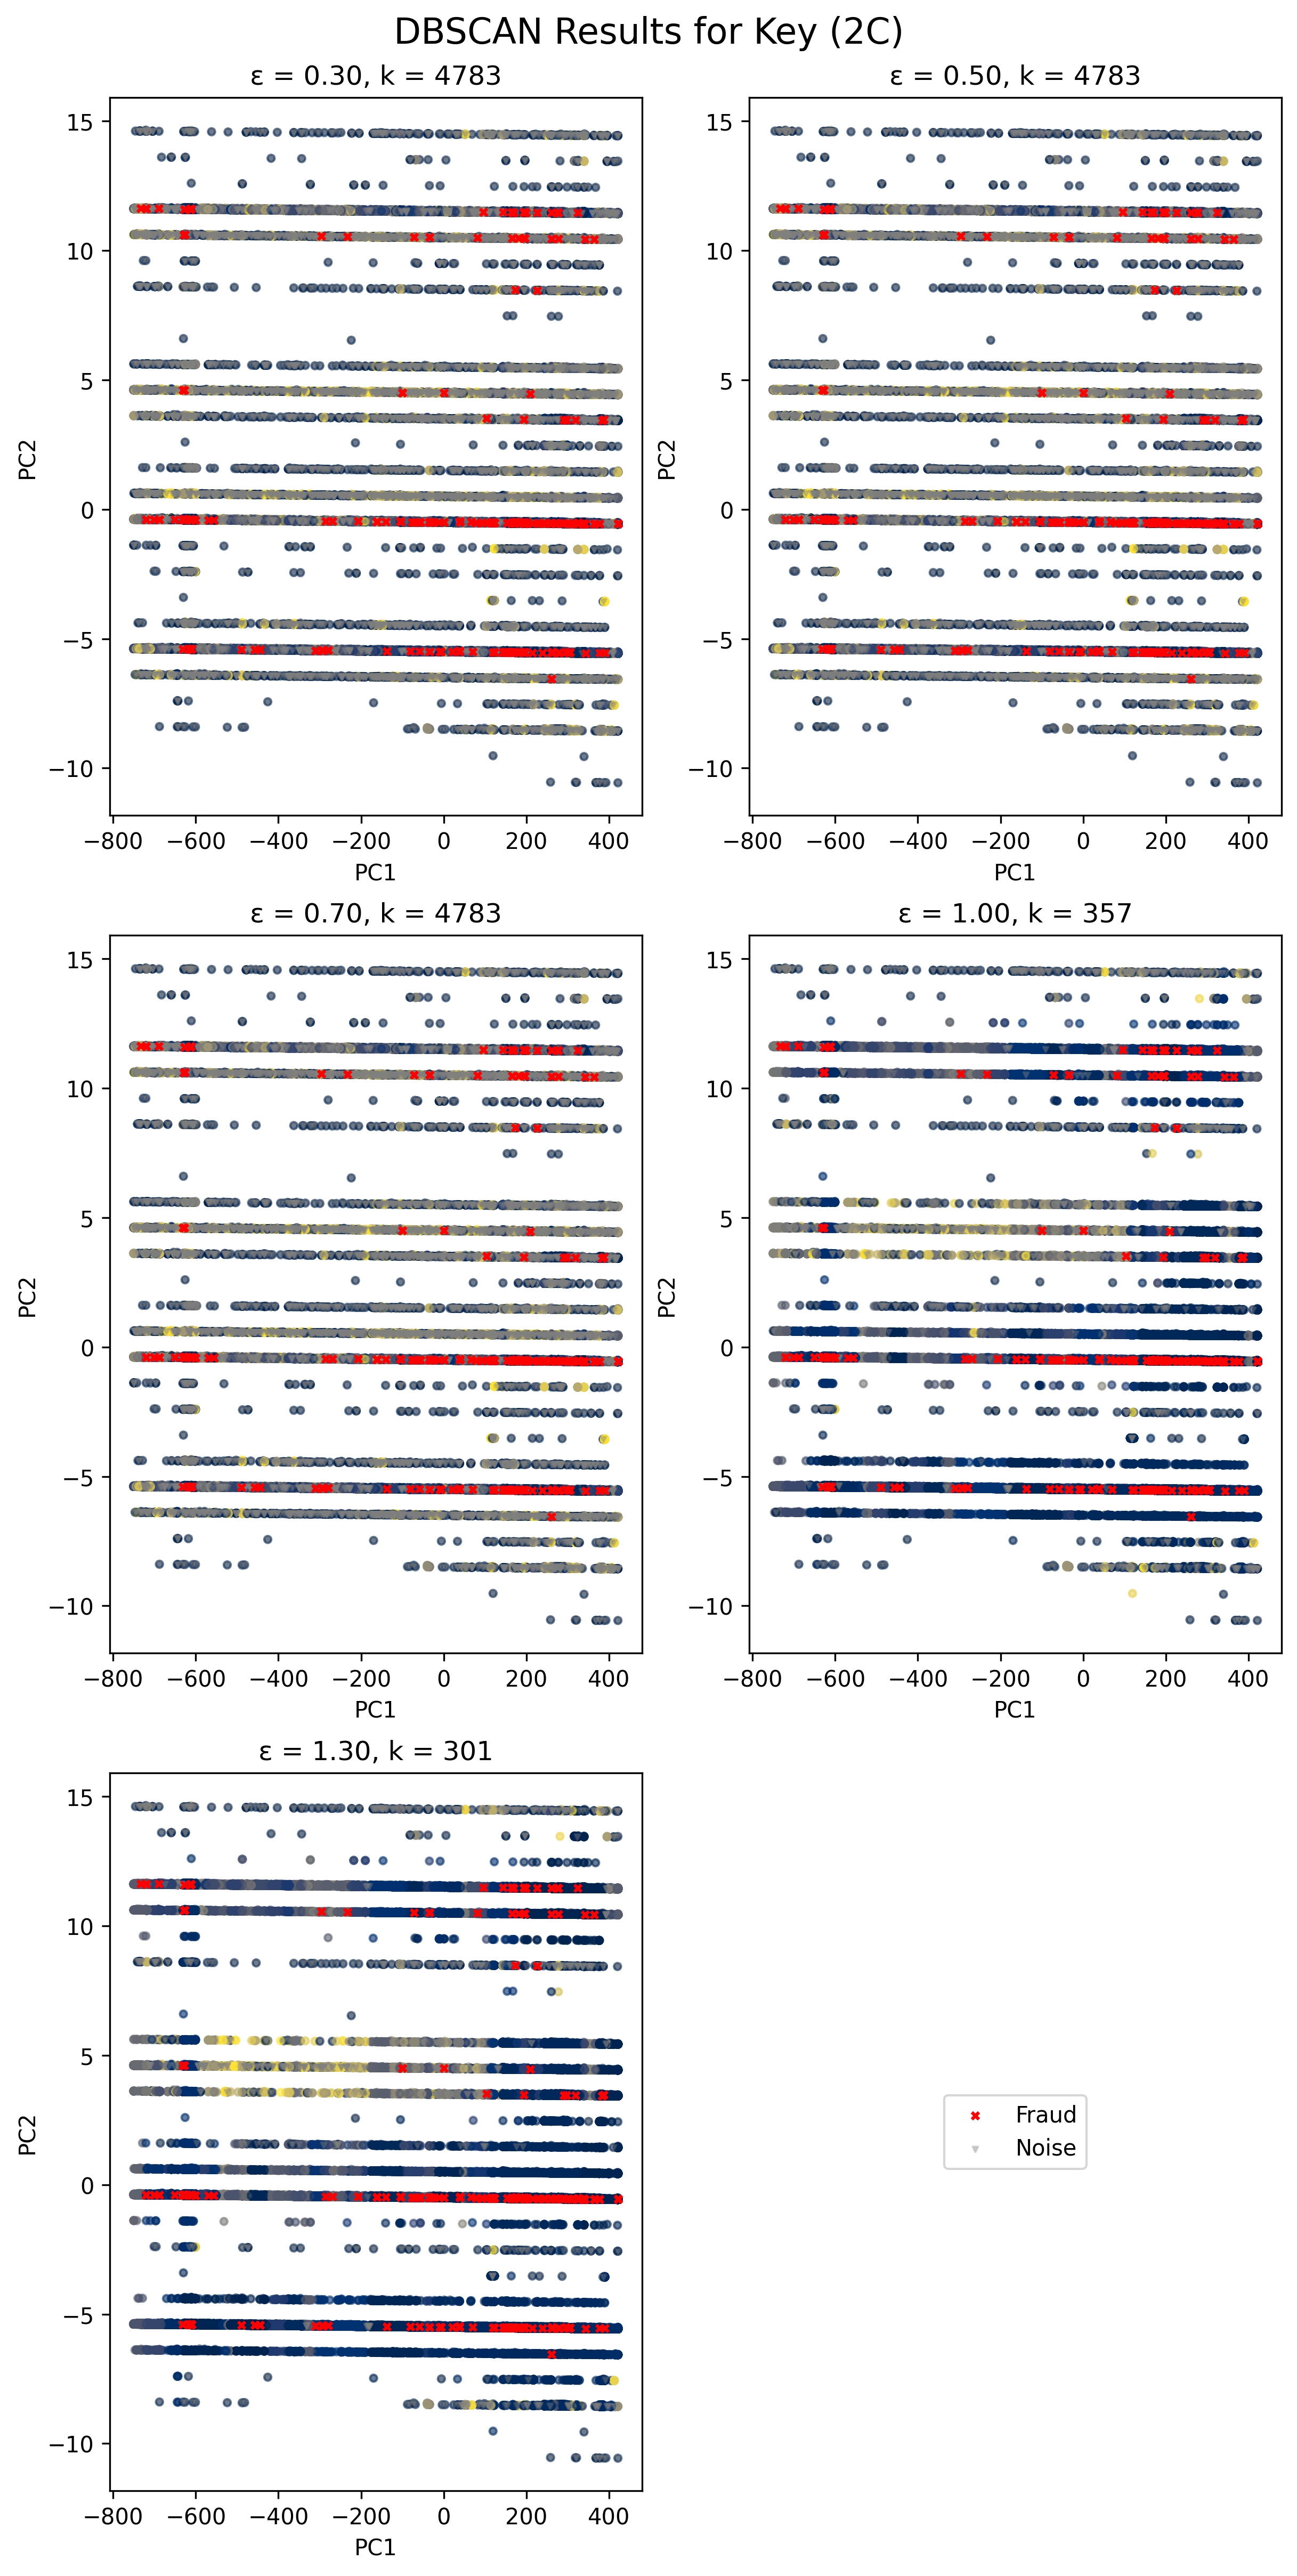 DBSCAN Results for Key (2C)
ε = 0.30, k = 4783
15
10
5
0
−5
−10
PC2
−800 −600 −400 −200 0 200 400
PC1
ε = 0.50, k = 4783
15
10
5
0
−5
−10
PC2
−800 −600 −400 −200 0 200 400
PC1
ε = 0.70, k = 4783
15
10
5
0
−5
−10
PC2
−800 −600 −400 −200 0 200 400
PC1
ε = 1.00, k = 357
15
10
5
0
−5
−10
PC2
−800 −600 −400 −200 0 200 400
PC1
ε = 1.30, k = 301
15
10
5
0
−5
−10
PC2
−800 −600 −400 −200 0 200 400
PC1
Fraud
Noise